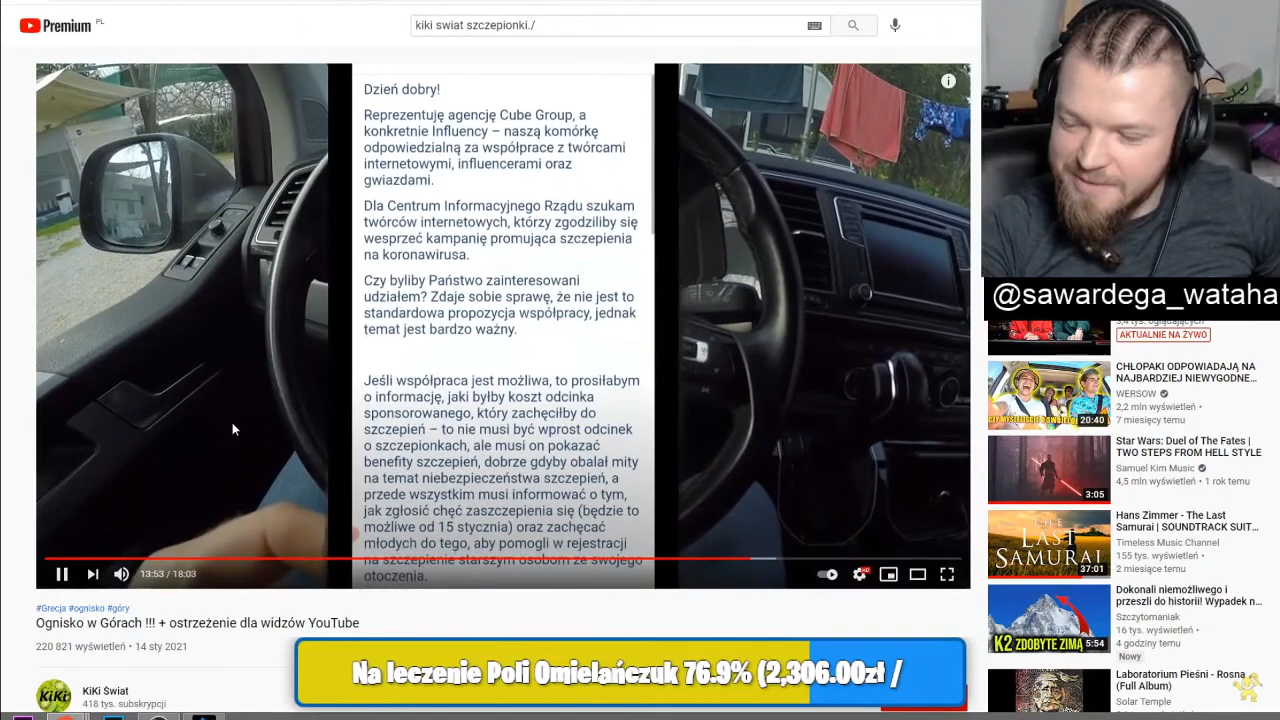 Premium PL
kiki swiat szczepionki./
Dzień dobry!
Reprezentuję agencję Cube Group, a
konkretnie Influency – naszą komórkę
odpowiedzialną za współprace z twórcami
internetowymi, influencerami oraz
gwiazdami.
Dla Centrum Informacyjnego Rządu szukam
twórców internetowych, którzy zgodziliby się
wesprzeć kampanię promująca szczepienia
na koronawirusa.
Czy byliby Państwo zainteresowani
udziałem? Zdaje sobie sprawę, że nie jest to
standardowa propozycja współpracy, jednak
temat jest bardzo ważny.
Jeśli współpraca jest możliwa, to prosiłabym
o informację, jaki byłby koszt odcinka
sponsorowanego, który zachęciłby do
szczepień – to nie musi być wprost odcinek
o szczepionkach, ale musi on pokazać
benefity szczepień, dobrze gdyby obalał mity
na temat niebezpieczeństwa szczepień, a
przede wszystkim musi informować o tym,
jak zgłosić chęć zaszczepienia się (będzie to
możliwe od 15 stycznia) oraz zachęcać
młodych do tego, aby pomogli w rejestracji
na szczepienie starszym osobom ze swojego
otoczenia.
13:53 / 18:03
HD
#Grecja #ognisko #góry
Ognisko w Górach !!! + ostrzeżenie dla widzów YouTube
220 821 wyświetleń • 14 sty 2021
KiKi
KiKi Świat
418 tys. subskrypcji
Na leczenie Poli Omielańczuk 76.9% (2,306.00zł /
@sawardega_wataha
3,4 tys. oglądających
AKTUALNIE NA ŻYWO
20:40
CHŁOPAKI ODPOWIADAJĄ NA
NAJBARDZIEJ NIEWYGODNE...
WERSOW
2,2 mln wyświetleń •
7 miesięcy temu
3:05
Star Wars: Duel of The Fates |
TWO STEPS FROM HELL STYLE
Samuel Kim Music
4,5 mln wyświetleń • 1 rok temu
THE
LAST
SAMURAI
37:01
Hans Zimmer - The Last
Samurai | SOUNDTRACK SUIT...
Timeless Music Channel
155 tys. wyświetleń •
2 miesiące temu
K2 ZDOBYTE ZIMĄ
5:54
Dokonali niemożliwego i
przeszli do historii! Wypadek n...
Szczytomaniak
16 tys. wyświetleń •
4 godziny temu
Nowy
Laboratorium Pieśni - Rosna
(Full Album)
Solar Temple